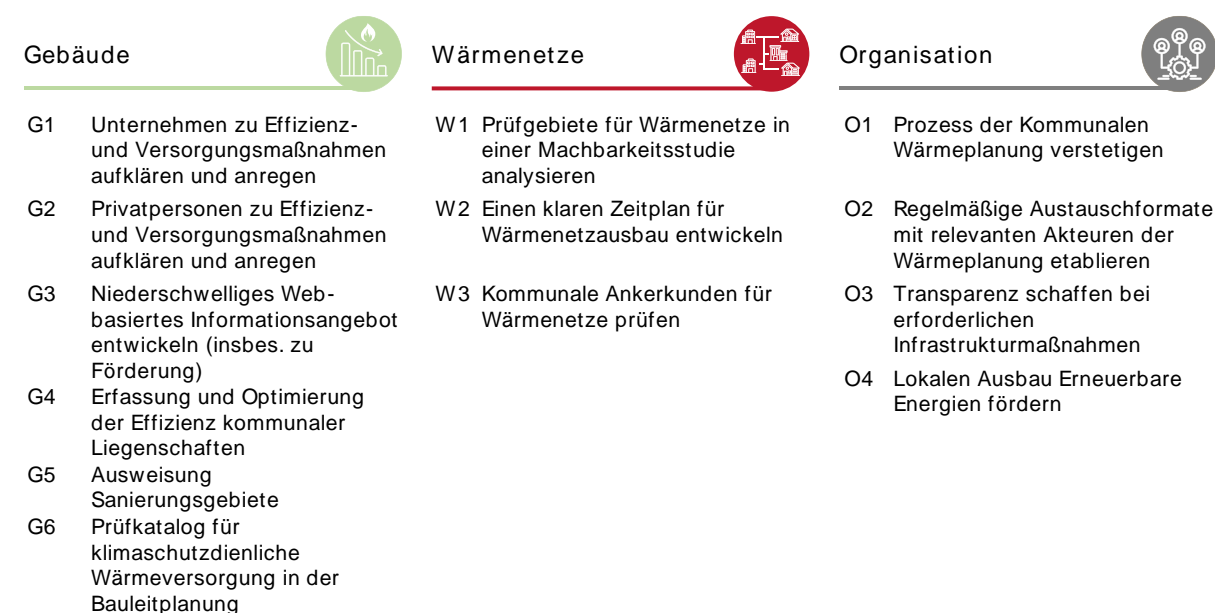 Gebäude
G1 Unternehmen zu Effizienz-
und Versorgungsmaßnahmen
aufklären und anregen
G2 Privatpersonen zu Effizienz-
und Versorgungsmaßnahmen
aufklären und anregen
G3 Niederschwelliges Web-
basiertes Informationsangebot
entwickeln (insbes. zu
Förderung)
G4 Erfassung und Optimierung
der Effizienz kommunaler
Liegenschaften
G5 Ausweisung
Sanierungsgebiete
G6 Prüfkatalog für
klimaschutzdienliche
Wärmeversorgung in der
Bauleitplanung
Wärmenetze
W1 Prüfgebiete für Wärmenetze in
einer Machbarkeitsstudie
analysieren
W2 Einen klaren Zeitplan für
Wärmenetzausbau entwickeln
W3 Kommunale Ankerkunden für
Wärmenetze prüfen
Organisation
O1 Prozess der Kommunalen
Wärmeplanung verstetigen
O2 Regelmäßige Austauschformate
mit relevanten Akteuren der
Wärmeplanung etablieren
O3 Transparenz schaffen bei
erforderlichen
Infrastrukturmaßnahmen
O4 Lokalen Ausbau Erneuerbare
Energien fördern